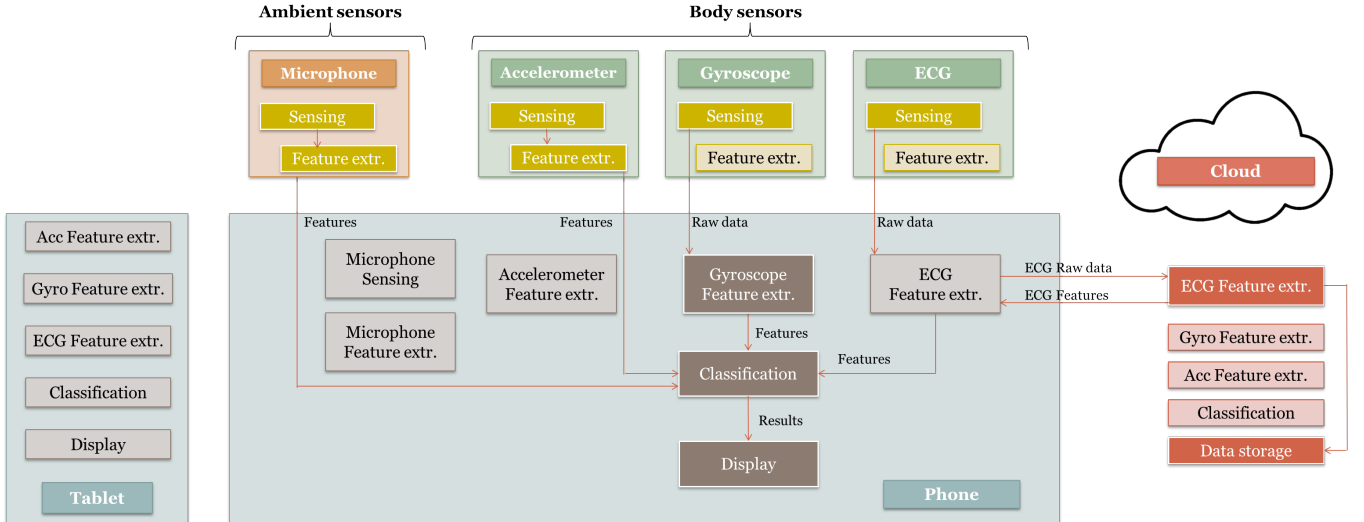 Ambient sensors
Body sensors
Microphone
Sensing
Feature extr.
Accelerometer
Sensing
Feature extr.
Gyroscope
Sensing
Feature extr.
ECG
Sensing
Feature extr.
Cloud
Features
Features
Raw data
Raw data
Acc Feature extr.
Gyro Feature extr.
ECG Feature extr.
Classification
Display
Tablet
Microphone
Sensing
Microphone
Feature extr.
Accelerometer
Feature extr.
Gyroscope
Feature extr.
ECG
Feature extr.
ECG Raw data
ECG Features
Features
Features
Classification
Results
Display
Phone
ECG Feature extr.
Gyro Feature extr.
Acc Feature extr.
Classification
Data storage